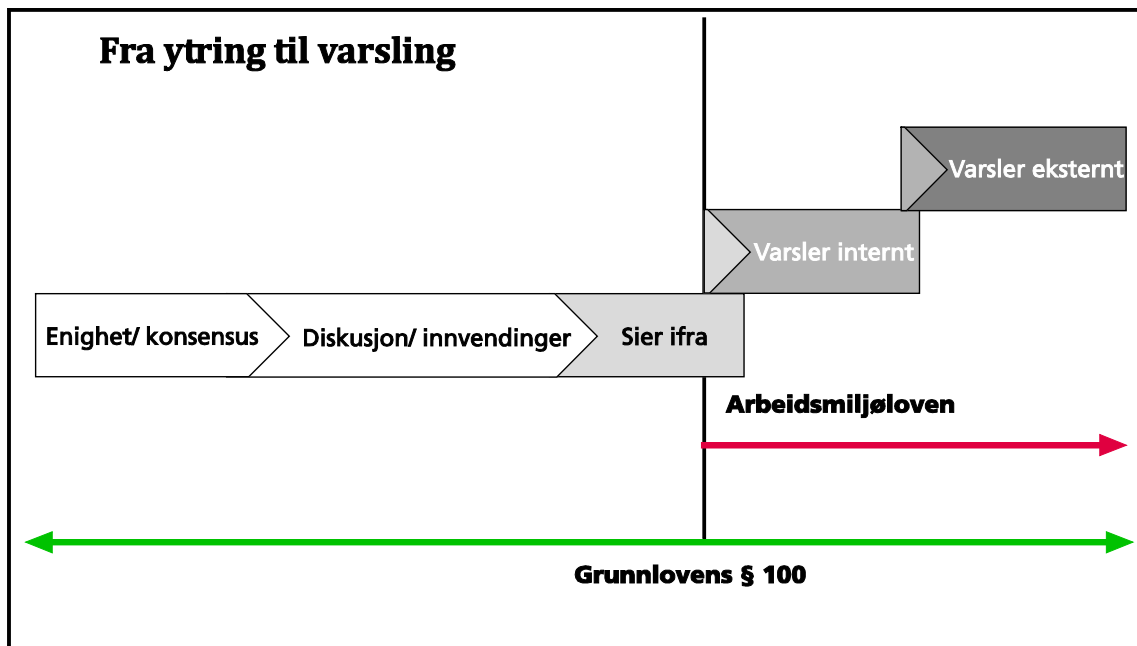 Fra ytring til varsling
Varsler eksternt
Varsler internt
Enighet/ konsensus
Diskusjon/ innvendinger
Sier ifra
Arbeidsmiljøloven
Grunnlovens § 100